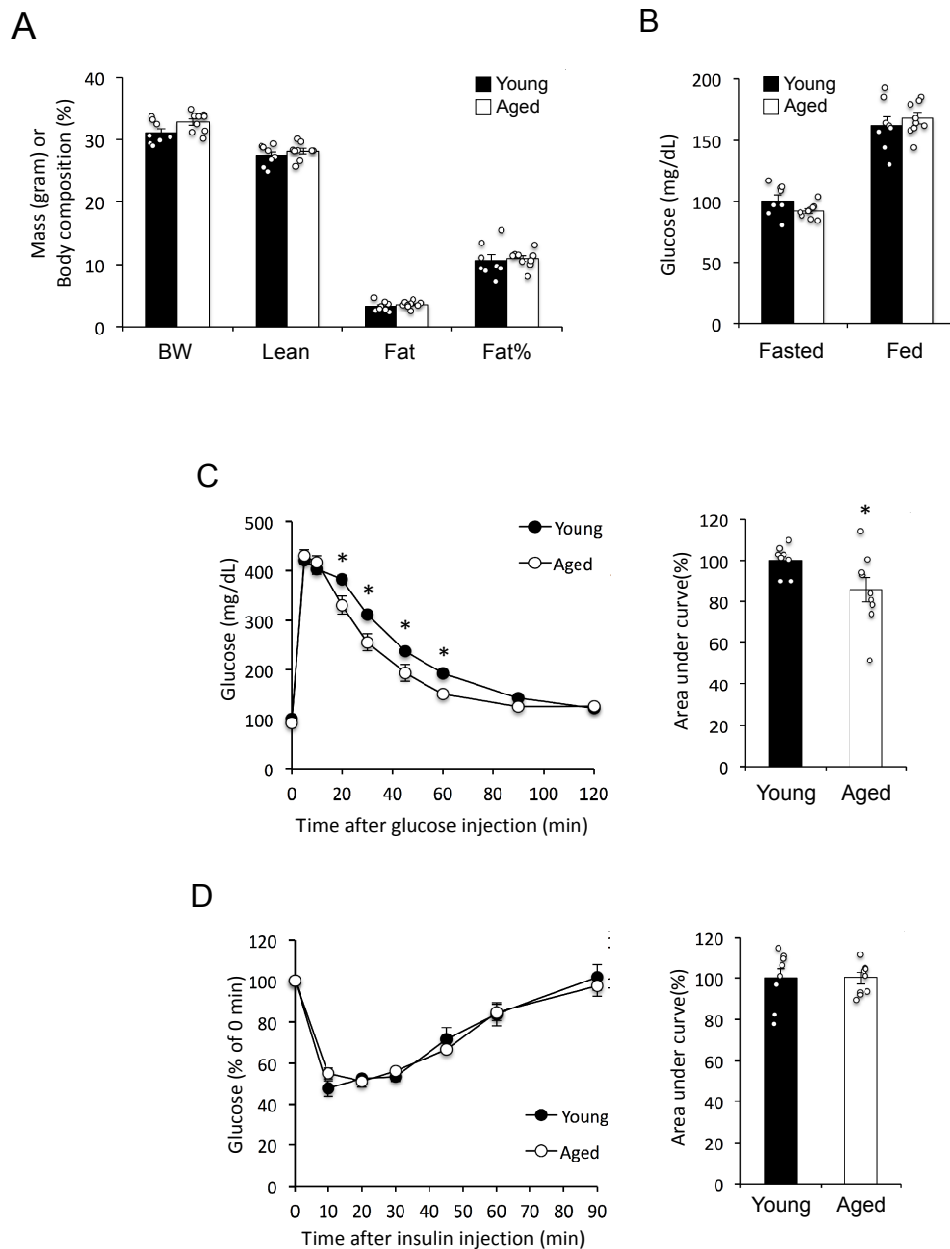 A
Mass (gram) or
Body composition (%)
40
30
20
10
0
Young
Aged
BW Lean Fat Fat%
B
Glucose (mg/dL)
200
150
100
50
0
Young
Aged
Fasted Fed
C
Glucose (mg/dL)
500
400
300
200
100
0
* * * *
Young
Aged
0 20 40 60 80 100 120
Time after glucose injection (min)
Area under curve(%)
120
100
80
60
40
20
0
*
Young Aged
D
Glucose (% of 0 min)
120
100
80
60
40
20
0
Young
Aged
0 10 20 30 40 50 60 70 80 90
Time after insulin injection (min)
Area under curve(%)
120
100
80
60
40
20
0
Young Aged